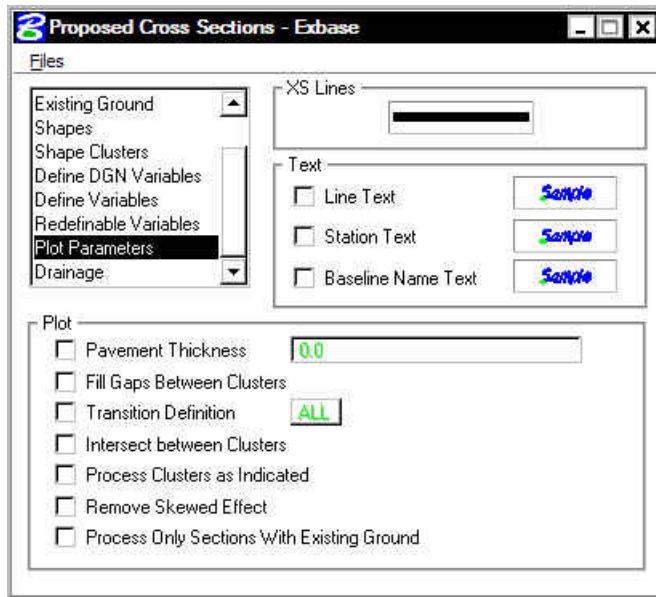 Proposed Cross Sections - Exbase
Files
Existing Ground
Shapes
Shape Clusters
Define DGN Variables
Define Variables
Redefinable Variables
Plot Parameters
Drainage
XS Lines
Text
Line Text Sample
Station Text Sample
Baseline Name Text Sample
Plot
Pavement Thickness 0.0
Fill Gaps Between Clusters
Transition Definition ALL
Intersect between Clusters
Process Clusters as Indicated
Remove Skewed Effect
Process Only Sections With Existing Ground